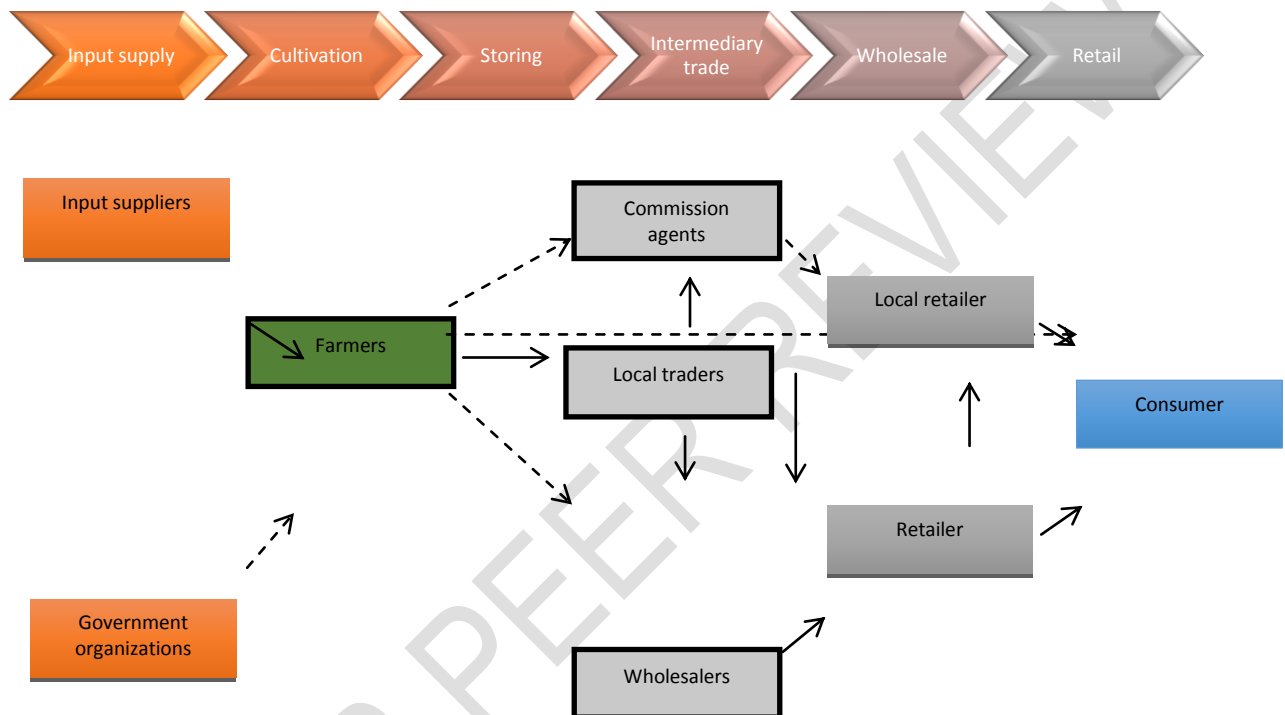 Input supply
Cultivation
Storing
Intermediary
trade
Wholesale
Retail
Input suppliers
Commission
agents
Local retailer
Farmers
Local traders
Consumer
Retailer
Government
organizations
Wholesalers
PEER REVIEW